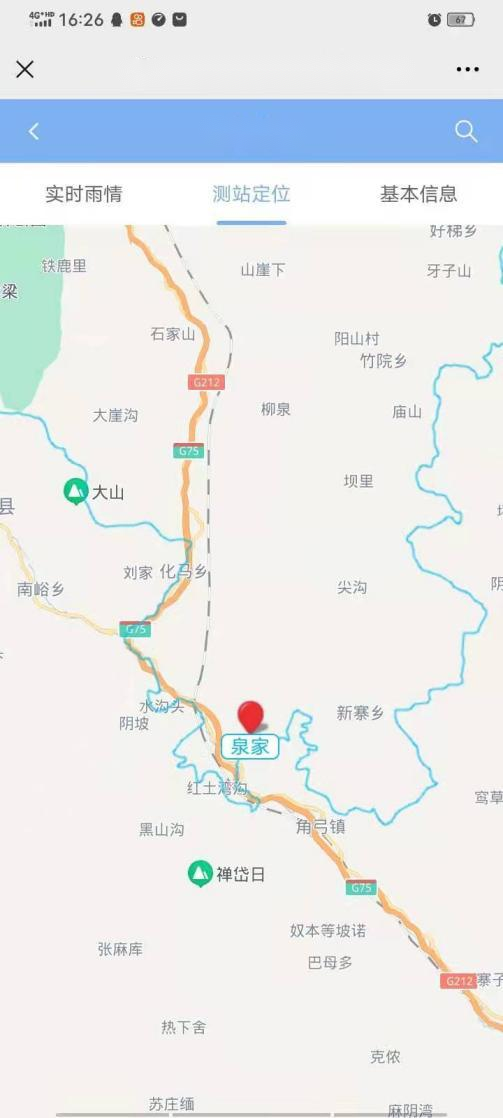 4G+HD 16:26 67
实时雨情 测站定位 基本信息
好梯乡
铁鹿里 山崖下 牙子山
梁
石家山 阳山村
竹院乡
G212
大崖沟 柳泉 庙山
G75
坝里
大山
县
刘家 化马乡 尖沟
南峪乡
G75
水沟头 新寨乡
阴坡
泉家
红土湾沟
鸾草
黑山沟 角弓镇
禅岱日 G75
奴本等坡诺
张麻库 巴母多
G212 寨子
热下舍
克侬
苏庄缅 麻阴湾